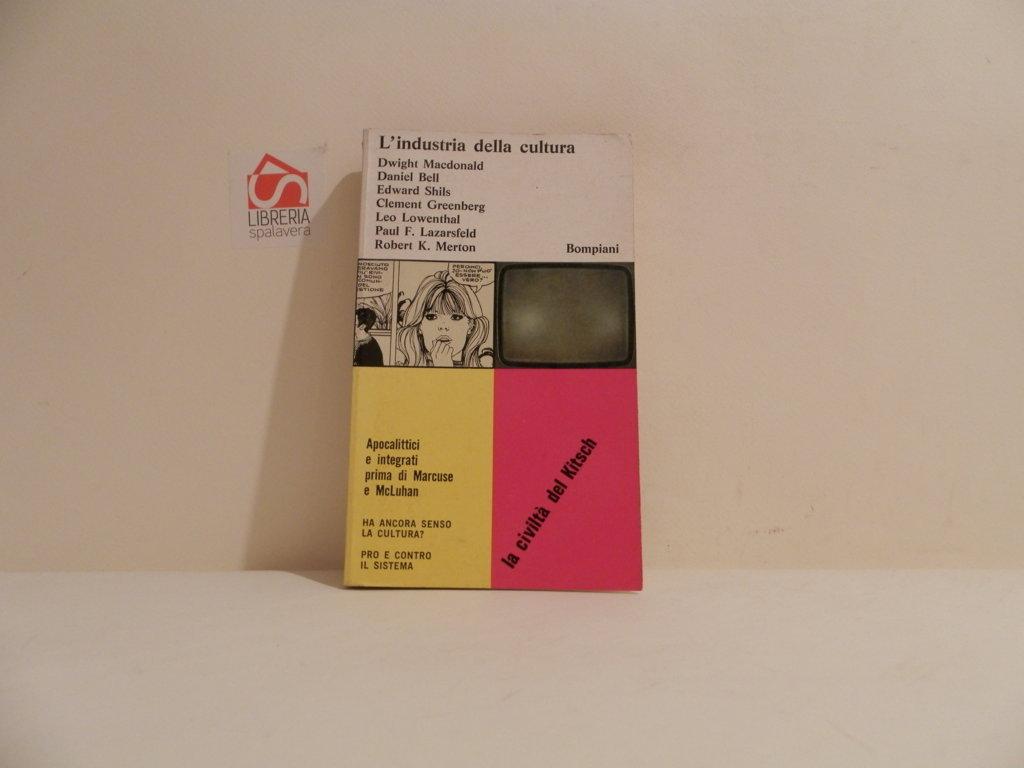 L'industria della cultura
Dwight Macdonald
Daniel Bell
Edward Shils
Clement Greenberg
Leo Lowenthal
Paul F. Lazarsfeld
Robert K. Merton
Bompiani
LIBRERIA
spalavera
ESSERE
VERO?
Apocalittici
e integrati
prima di Marcuse
e McLuhan
HA ANCORA SENSO
LA CULTURA?
PRO E CONTRO
IL SISTEMA
la civiltà del Kitsch